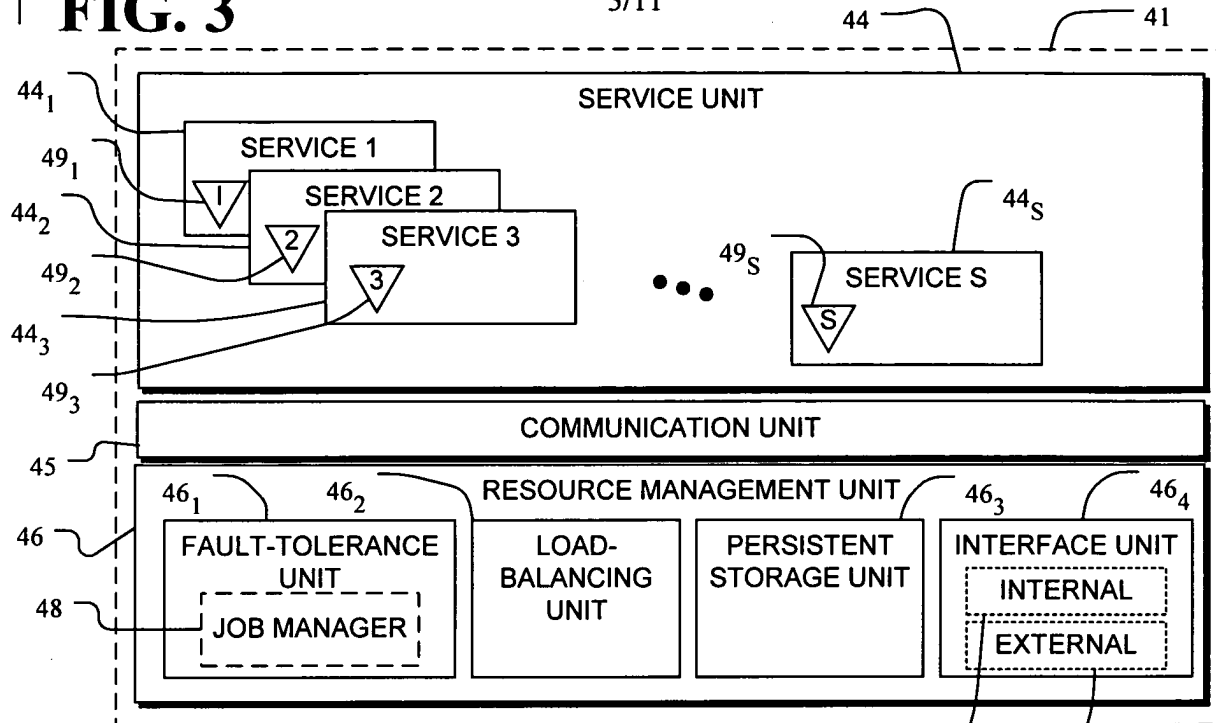 FIG. 3
44
41
SERVICE UNIT
44₁
SERVICE 1
49₁
1
SERVICE 2
44₂
2
SERVICE 3
49₂
3
44₃
49₃
44S
49S
SERVICE S
S
COMMUNICATION UNIT
45
RESOURCE MANAGEMENT UNIT
46₁
46₂
46₃
46₄
46
FAULT-TOLERANCE
UNIT
LOAD-
BALANCING
UNIT
PERSISTENT
STORAGE UNIT
INTERFACE UNIT
INTERNAL
EXTERNAL
48
JOB MANAGER